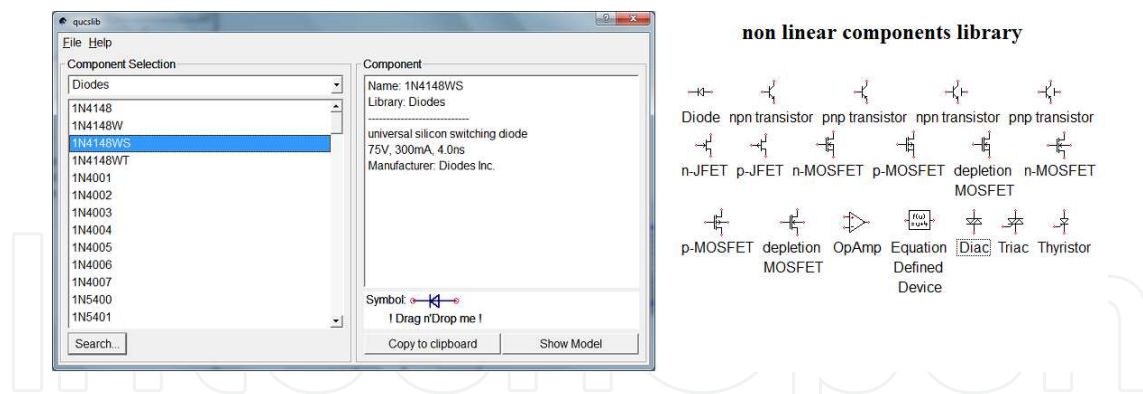 qucslib
File Help
Component Selection
Diodes
1N4148
1N4148W
1N4148WS
1N4148WT
1N4001
1N4002
1N4003
1N4004
1N4005
1N4006
1N4007
1N5400
1N5401
Search...
Component
Name: 1N4148WS
Library: Diodes
----------------------------
universal silicon switching diode
75V, 300mA, 4.0ns
Manufacturer: Diodes Inc.
Symbol:
! Drag n'Drop me !
Copy to clipboard Show Model
non linear components library
Diode npn transistor pnp transistor npn transistor pnp transistor
n-JFET p-JFET n-MOSFET p-MOSFET depletion MOSFET n-MOSFET
f(u)
p-MOSFET depletion MOSFET OpAmp Equation Defined Device Diac Triac Thyristor
IntechOpen